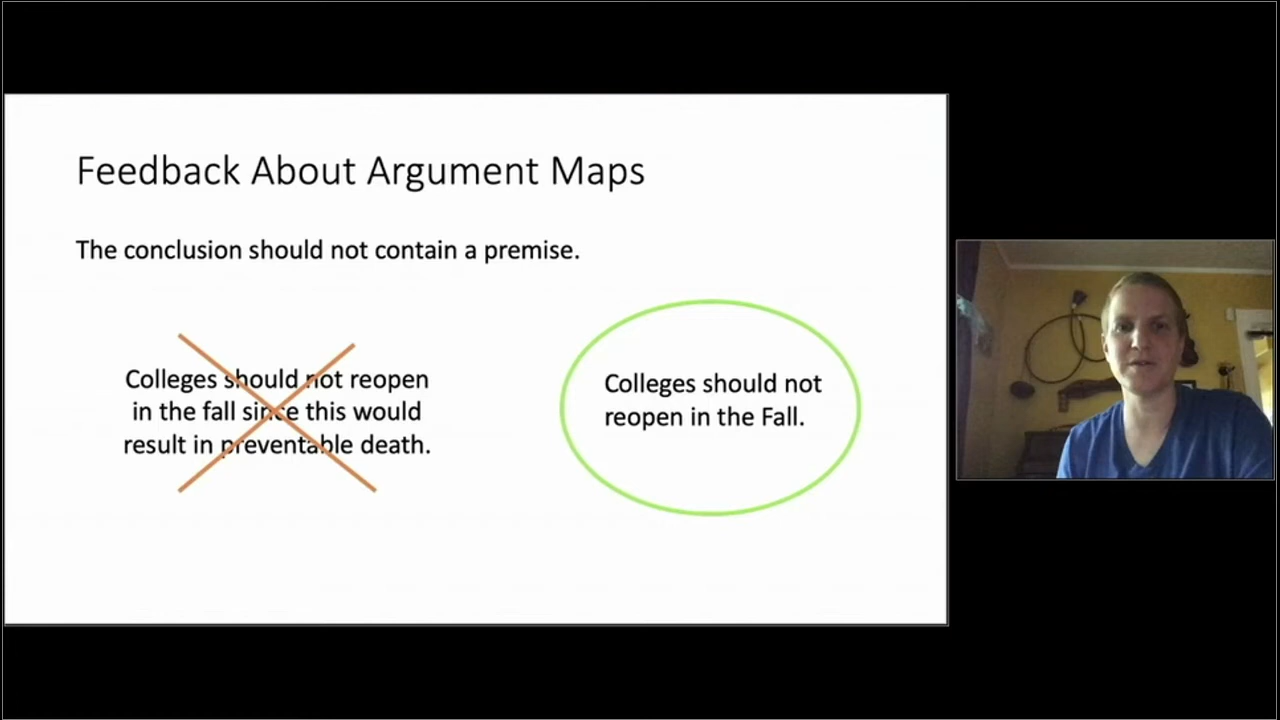 Feedback About Argument Maps
The conclusion should not contain a premise.
Colleges should not reopen
in the fall since this would
result in preventable death.
Colleges should not
reopen in the Fall.